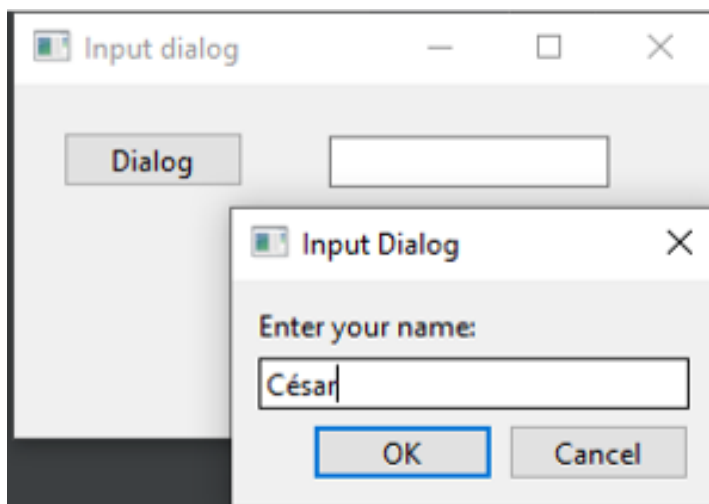 Input dialog
Dialog
Input Dialog
Enter your name:
César
OK Cancel